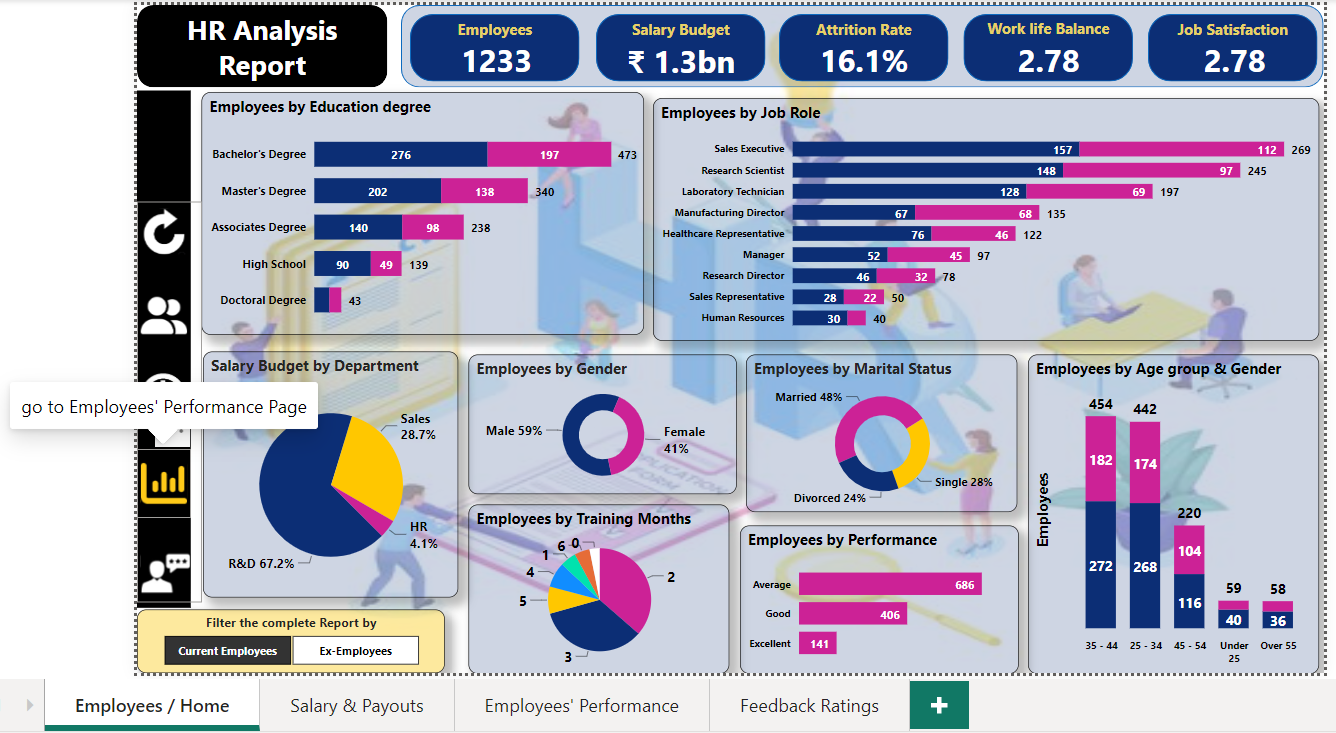 HR Analysis
Report
Employees
1233
Salary Budget
₹ 1.3bn
Attrition Rate
16.1%
Work life Balance
2.78
Job Satisfaction
2.78
Employees by Education degree
Bachelor's Degree 276 197 473
Master's Degree 202 138 340
Associates Degree 140 98 238
High School 90 49 139
Doctoral Degree 43
Employees by Job Role
Sales Executive 157 112 269
Research Scientist 148 97 245
Laboratory Technician 128 69 197
Manufacturing Director 67 68 135
Healthcare Representative 76 46 122
Manager 52 45 97
Research Director 46 32 78
Sales Representative 28 22 50
Human Resources 30 40
go to Employees' Performance Page
Salary Budget by Department
Sales
28.7%
HR
4.1%
R&D 67.2%
Employees by Gender
Male 59%
Female
41%
Employees by Training Months
0
6
1
4
5
3
2
Employees by Marital Status
Married 48%
Single 28%
Divorced 24%
Employees by Performance
Average 686
Good 406
Excellent 141
Employees by Age group & Gender
Employees
454 442 220 59 58
182 174 104
272 268 116 40 36
35 - 44 25 - 34 45 - 54 Under 25 Over 55
Filter the complete Report by
Current Employees Ex-Employees
Employees / Home Salary & Payouts Employees' Performance Feedback Ratings +